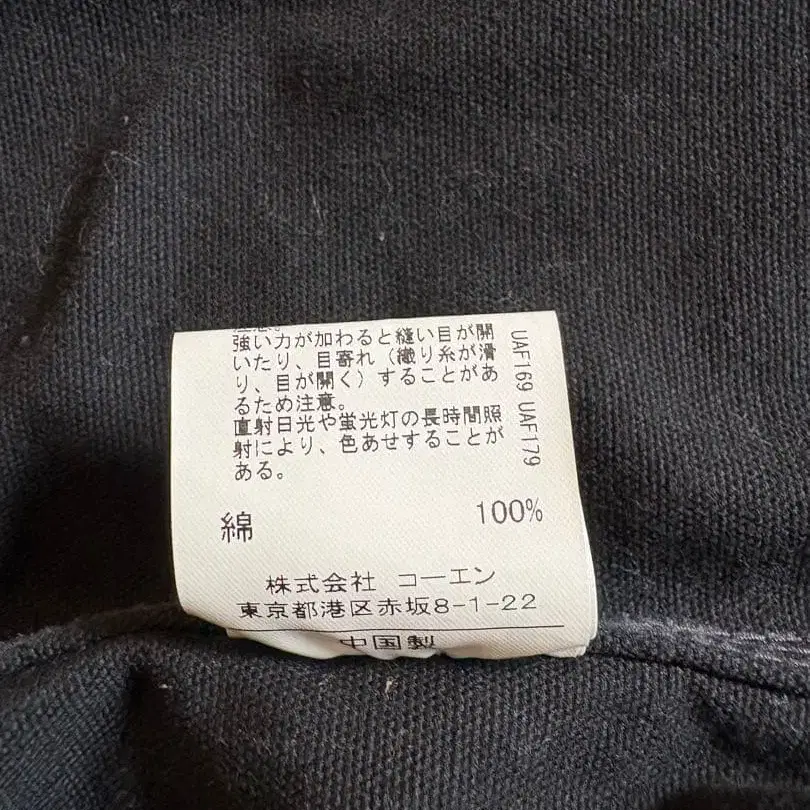 注意。
強い力が加わると縫い目が開
いたり、目寄れ（織り糸が滑
り、目が開く）することがあ
るため注意。
直射日光や蛍光灯の長時間照
射により、色あせすることが
ある。
UAF169 UAF179
綿 100%
株式会社 コーエン
東京都港区赤坂8-1-22
中国製